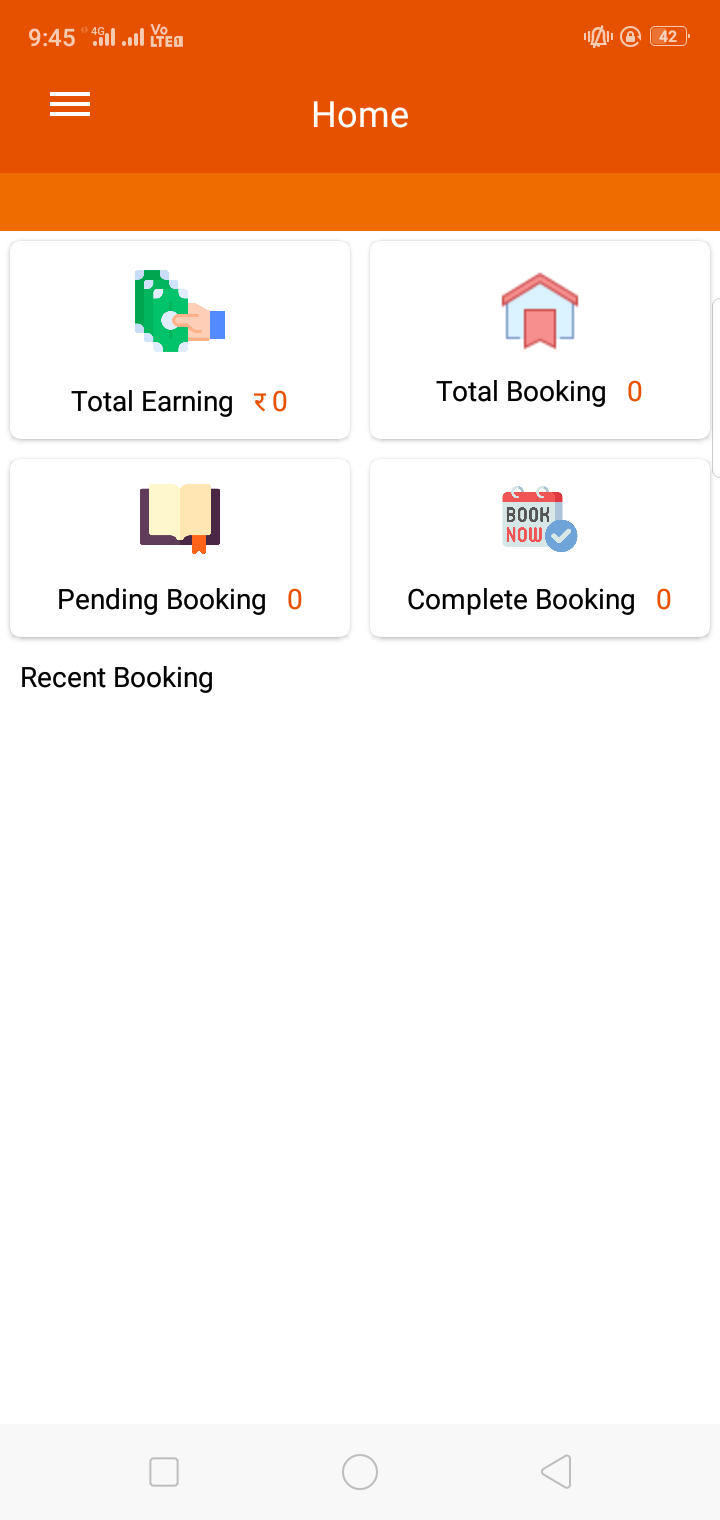 9:45 4G Vo LTE1 42
Home
Total Earning ₹ 0
Total Booking 0
BOOK NOW
Pending Booking 0
Complete Booking 0
Recent Booking